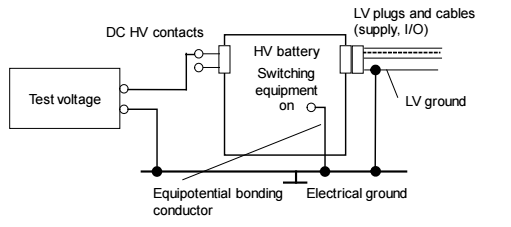 LV plugs and cables
(supply, I/O)
DC HV contacts
HV battery
Switching
equipment
on
Test voltage
LV ground
Equipotential bonding
conductor
Electrical ground